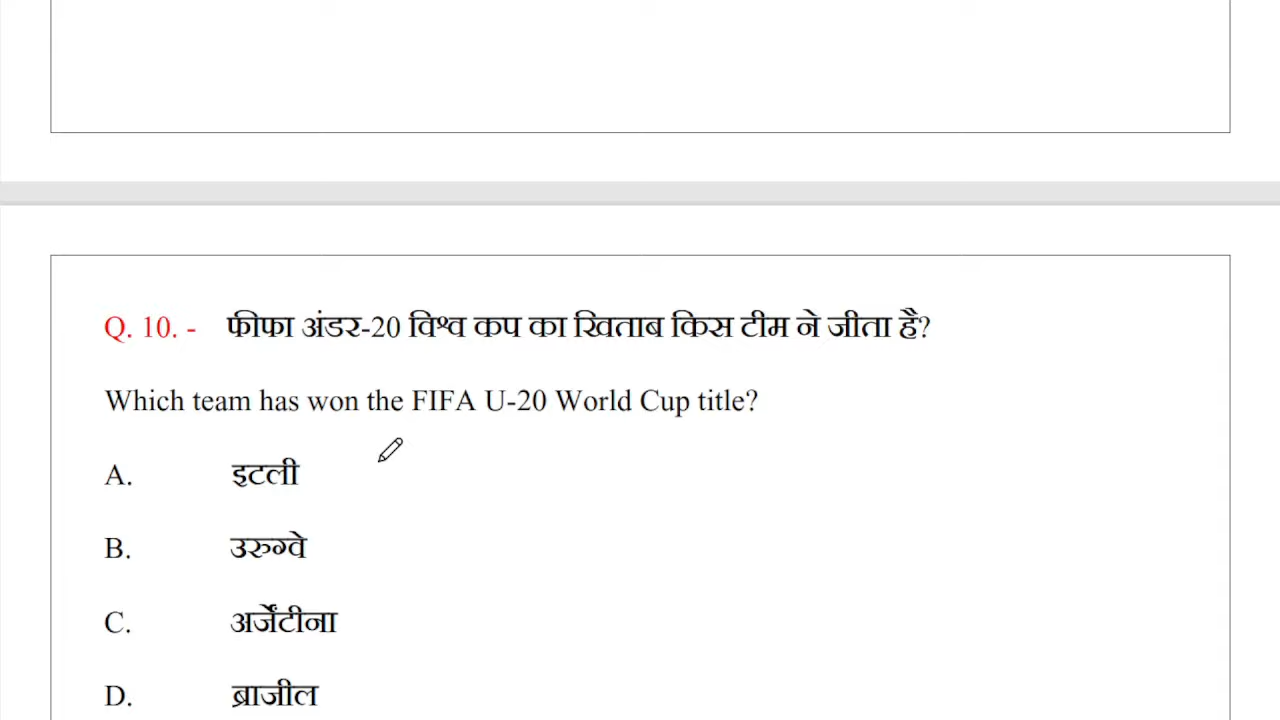 Q. 10. - फीफा अंडर-20 विश्व कप का खिताब किस टीम ने जीता है?
Which team has won the FIFA U-20 World Cup title?
A. इटली
B. उरुग्वे
C. अर्जेंटीना
D. ब्राजील